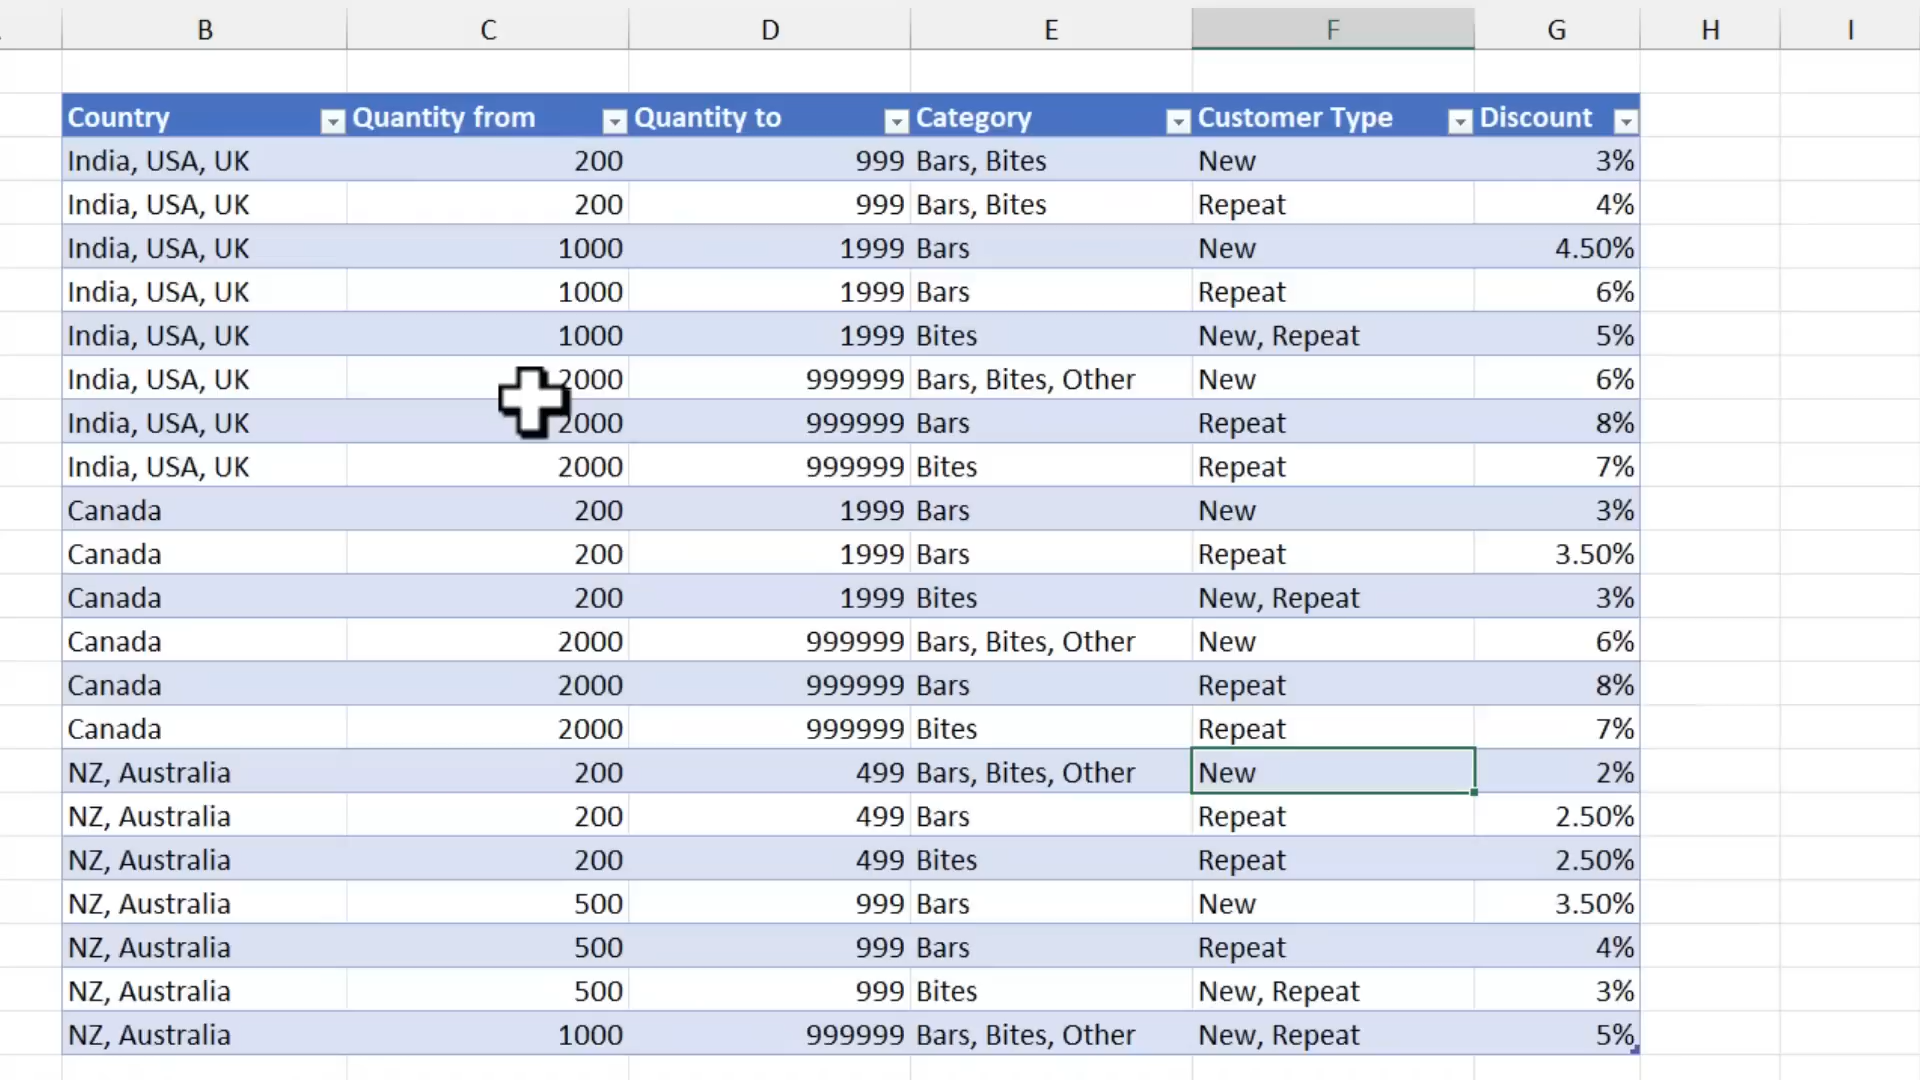 B C D E F G H I
Country Quantity from Quantity to Category Customer Type Discount
India, USA, UK 200 999 Bars, Bites New 3%
India, USA, UK 200 999 Bars, Bites Repeat 4%
India, USA, UK 1000 1999 Bars New 4.50%
India, USA, UK 1000 1999 Bars Repeat 6%
India, USA, UK 1000 1999 Bites New, Repeat 5%
India, USA, UK 2000 999999 Bars, Bites, Other New 6%
India, USA, UK 2000 999999 Bars Repeat 8%
India, USA, UK 2000 999999 Bites Repeat 7%
Canada 200 1999 Bars New 3%
Canada 200 1999 Bars Repeat 3.50%
Canada 200 1999 Bites New, Repeat 3%
Canada 2000 999999 Bars, Bites, Other New 6%
Canada 2000 999999 Bars Repeat 8%
Canada 2000 999999 Bites Repeat 7%
NZ, Australia 200 499 Bars, Bites, Other New 2%
NZ, Australia 200 499 Bars Repeat 2.50%
NZ, Australia 200 499 Bites Repeat 2.50%
NZ, Australia 500 999 Bars New 3.50%
NZ, Australia 500 999 Bars Repeat 4%
NZ, Australia 500 999 Bites New, Repeat 3%
NZ, Australia 1000 999999 Bars, Bites, Other New, Repeat 5%